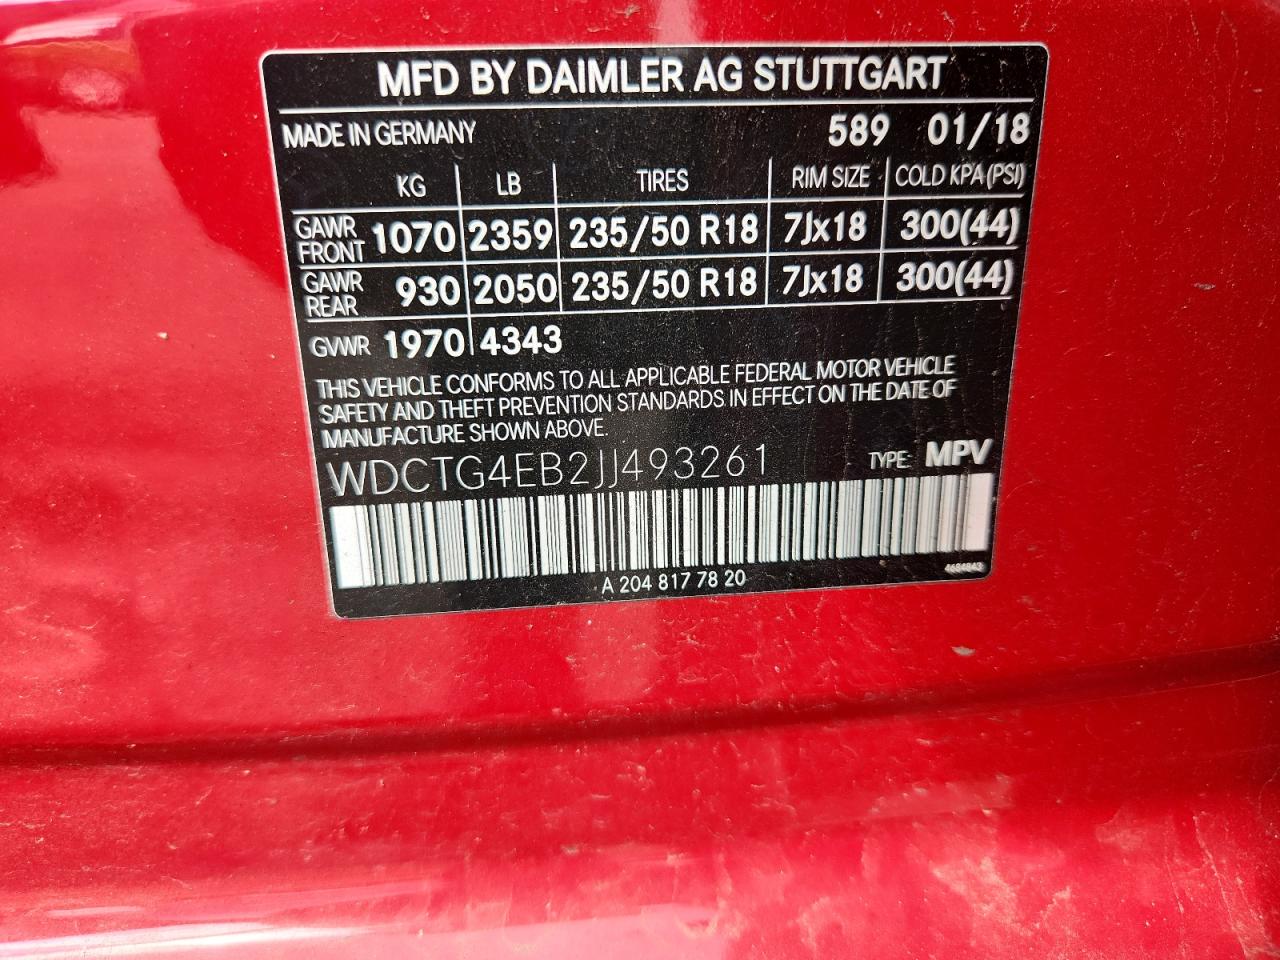 MFD BY DAIMLER AG STUTTGART
MADE IN GERMANY 589 01/18
KG LB TIRES RIM SIZE COLD KPA(PSI)
GAWR FRONT 1070 2359 235/50 R18 7Jx18 300(44)
GAWR REAR 930 2050 235/50 R18 7Jx18 300(44)
GVWR 1970 4343
THIS VEHICLE CONFORMS TO ALL APPLICABLE FEDERAL MOTOR VEHICLE
SAFETY AND THEFT PREVENTION STANDARDS IN EFFECT ON THE DATE OF
MANUFACTURE SHOWN ABOVE.
WDCTG4EB2JJ493261 TYPE: MPV
A 204 817 78 20 4684843